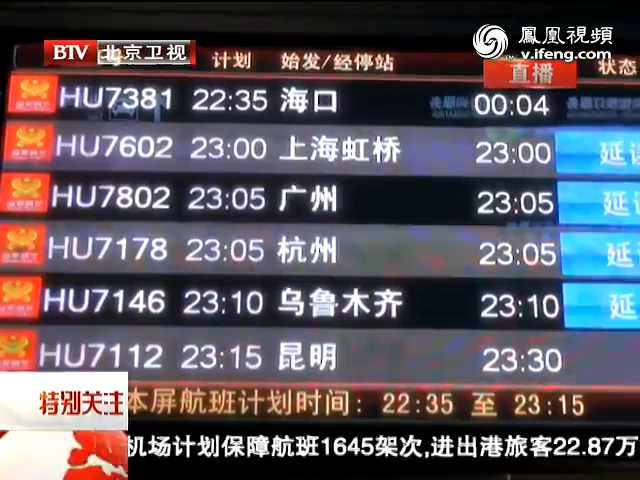 BTV 北京卫视
鳳凰视頻
v.ifeng.com
计划 始发/经停站 直播 状态
HU7381 22:35 海口 00:04
HU7602 23:00 上海虹桥 23:00 延
HU7802 23:05 广州 23:05 延
HU7178 23:05 杭州 23:05 延
HU7146 23:10 乌鲁木齐 23:10 延
HU7112 23:15 昆明 23:30
特别关注
本屏航班计划时间: 22:35 至 23:15
机场计划保障航班1645架次,进出港旅客22.87万